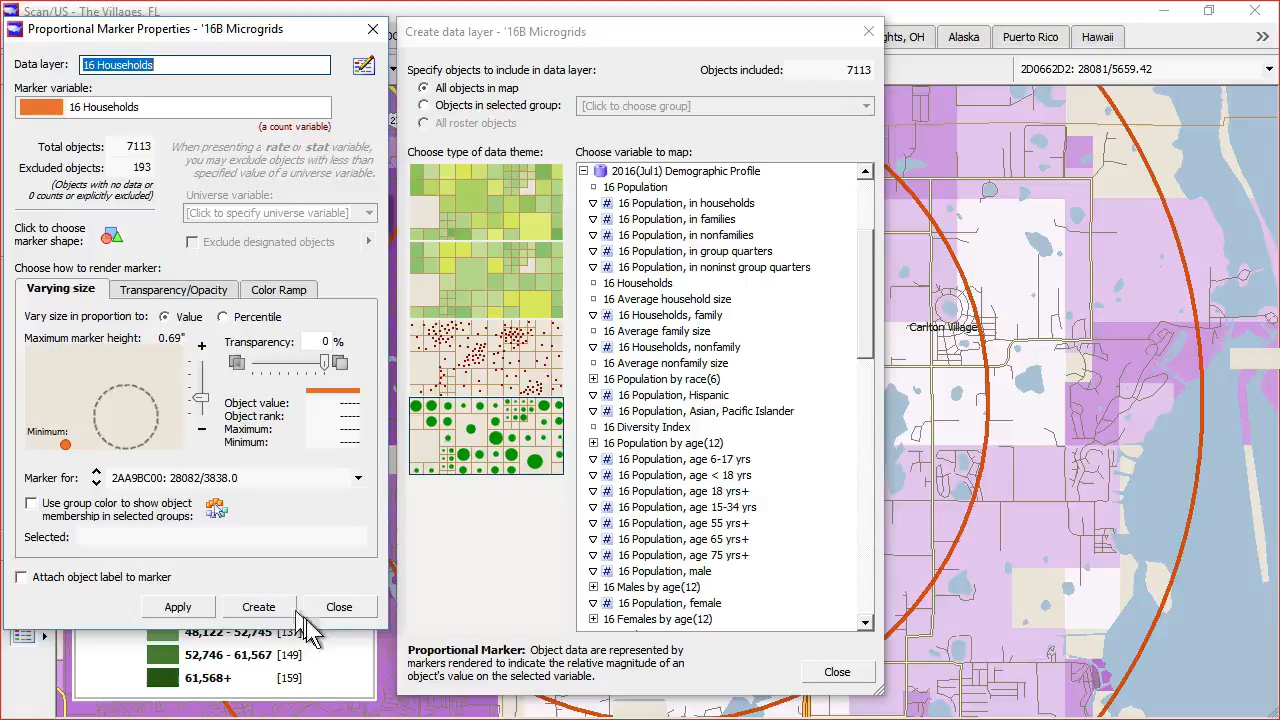 Scan/US - The Villages, FL
Proportional Marker Properties - '16B Microgrids
Data layer:
16 Households
Marker variable:
16 Households
(a count variable)
Total objects: 7113
Excluded objects: 193
(Objects with no data or
0 counts or explicitly excluded)
When presenting a rate or stat variable,
you may exclude objects with less than
specified value of a universe variable.
Universe variable:
[Click to specify universe variable]
Exclude designated objects
Click to choose
marker shape:
Choose how to render marker:
Varying size
Transparency/Opacity
Color Ramp
Vary size in proportion to:
Value
Percentile
Maximum marker height: 0.69"
Transparency: 0 %
Object value: -----
Object rank: -----
Maximum: -----
Minimum: -----
Minimum:
Marker for:
2AA9BC00: 28082/3838.0
Use group color to show object
membership in selected groups:
Selected:
Attach object label to marker
Apply
Create
Close
48,122 - 52,745
52,746 - 61,567 [149]
61,568+ [159]
Create data layer - '16B Microgrids
Specify objects to include in data layer:
Objects included: 7113
All objects in map
Objects in selected group:
[Click to choose group]
All roster objects
Choose type of data theme:
Choose variable to map:
2016(Jul1) Demographic Profile
16 Population
# 16 Population, in households
# 16 Population, in families
# 16 Population, in nonfamilies
# 16 Population, in group quarters
# 16 Population, in noninst group quarters
16 Households
16 Average household size
# 16 Households, family
16 Average family size
# 16 Households, nonfamily
16 Average nonfamily size
16 Population by race(6)
# 16 Population, Hispanic
# 16 Population, Asian, Pacific Islander
16 Diversity Index
16 Population by age(12)
# 16 Population, age 6-17 yrs
# 16 Population, age < 18 yrs
# 16 Population, age 18 yrs+
# 16 Population, age 15-34 yrs
# 16 Population, age 55 yrs+
# 16 Population, age 65 yrs+
# 16 Population, age 75 yrs+
# 16 Population, male
16 Males by age(12)
# 16 Population, female
16 Females by age(12)
Proportional Marker: Object data are represented by
markers rendered to indicate the relative magnitude of an
object's value on the selected variable.
Close
hts, OH
Alaska
Puerto Rico
Hawaii
2D0662D2: 28081/5659.42
Carlton Village